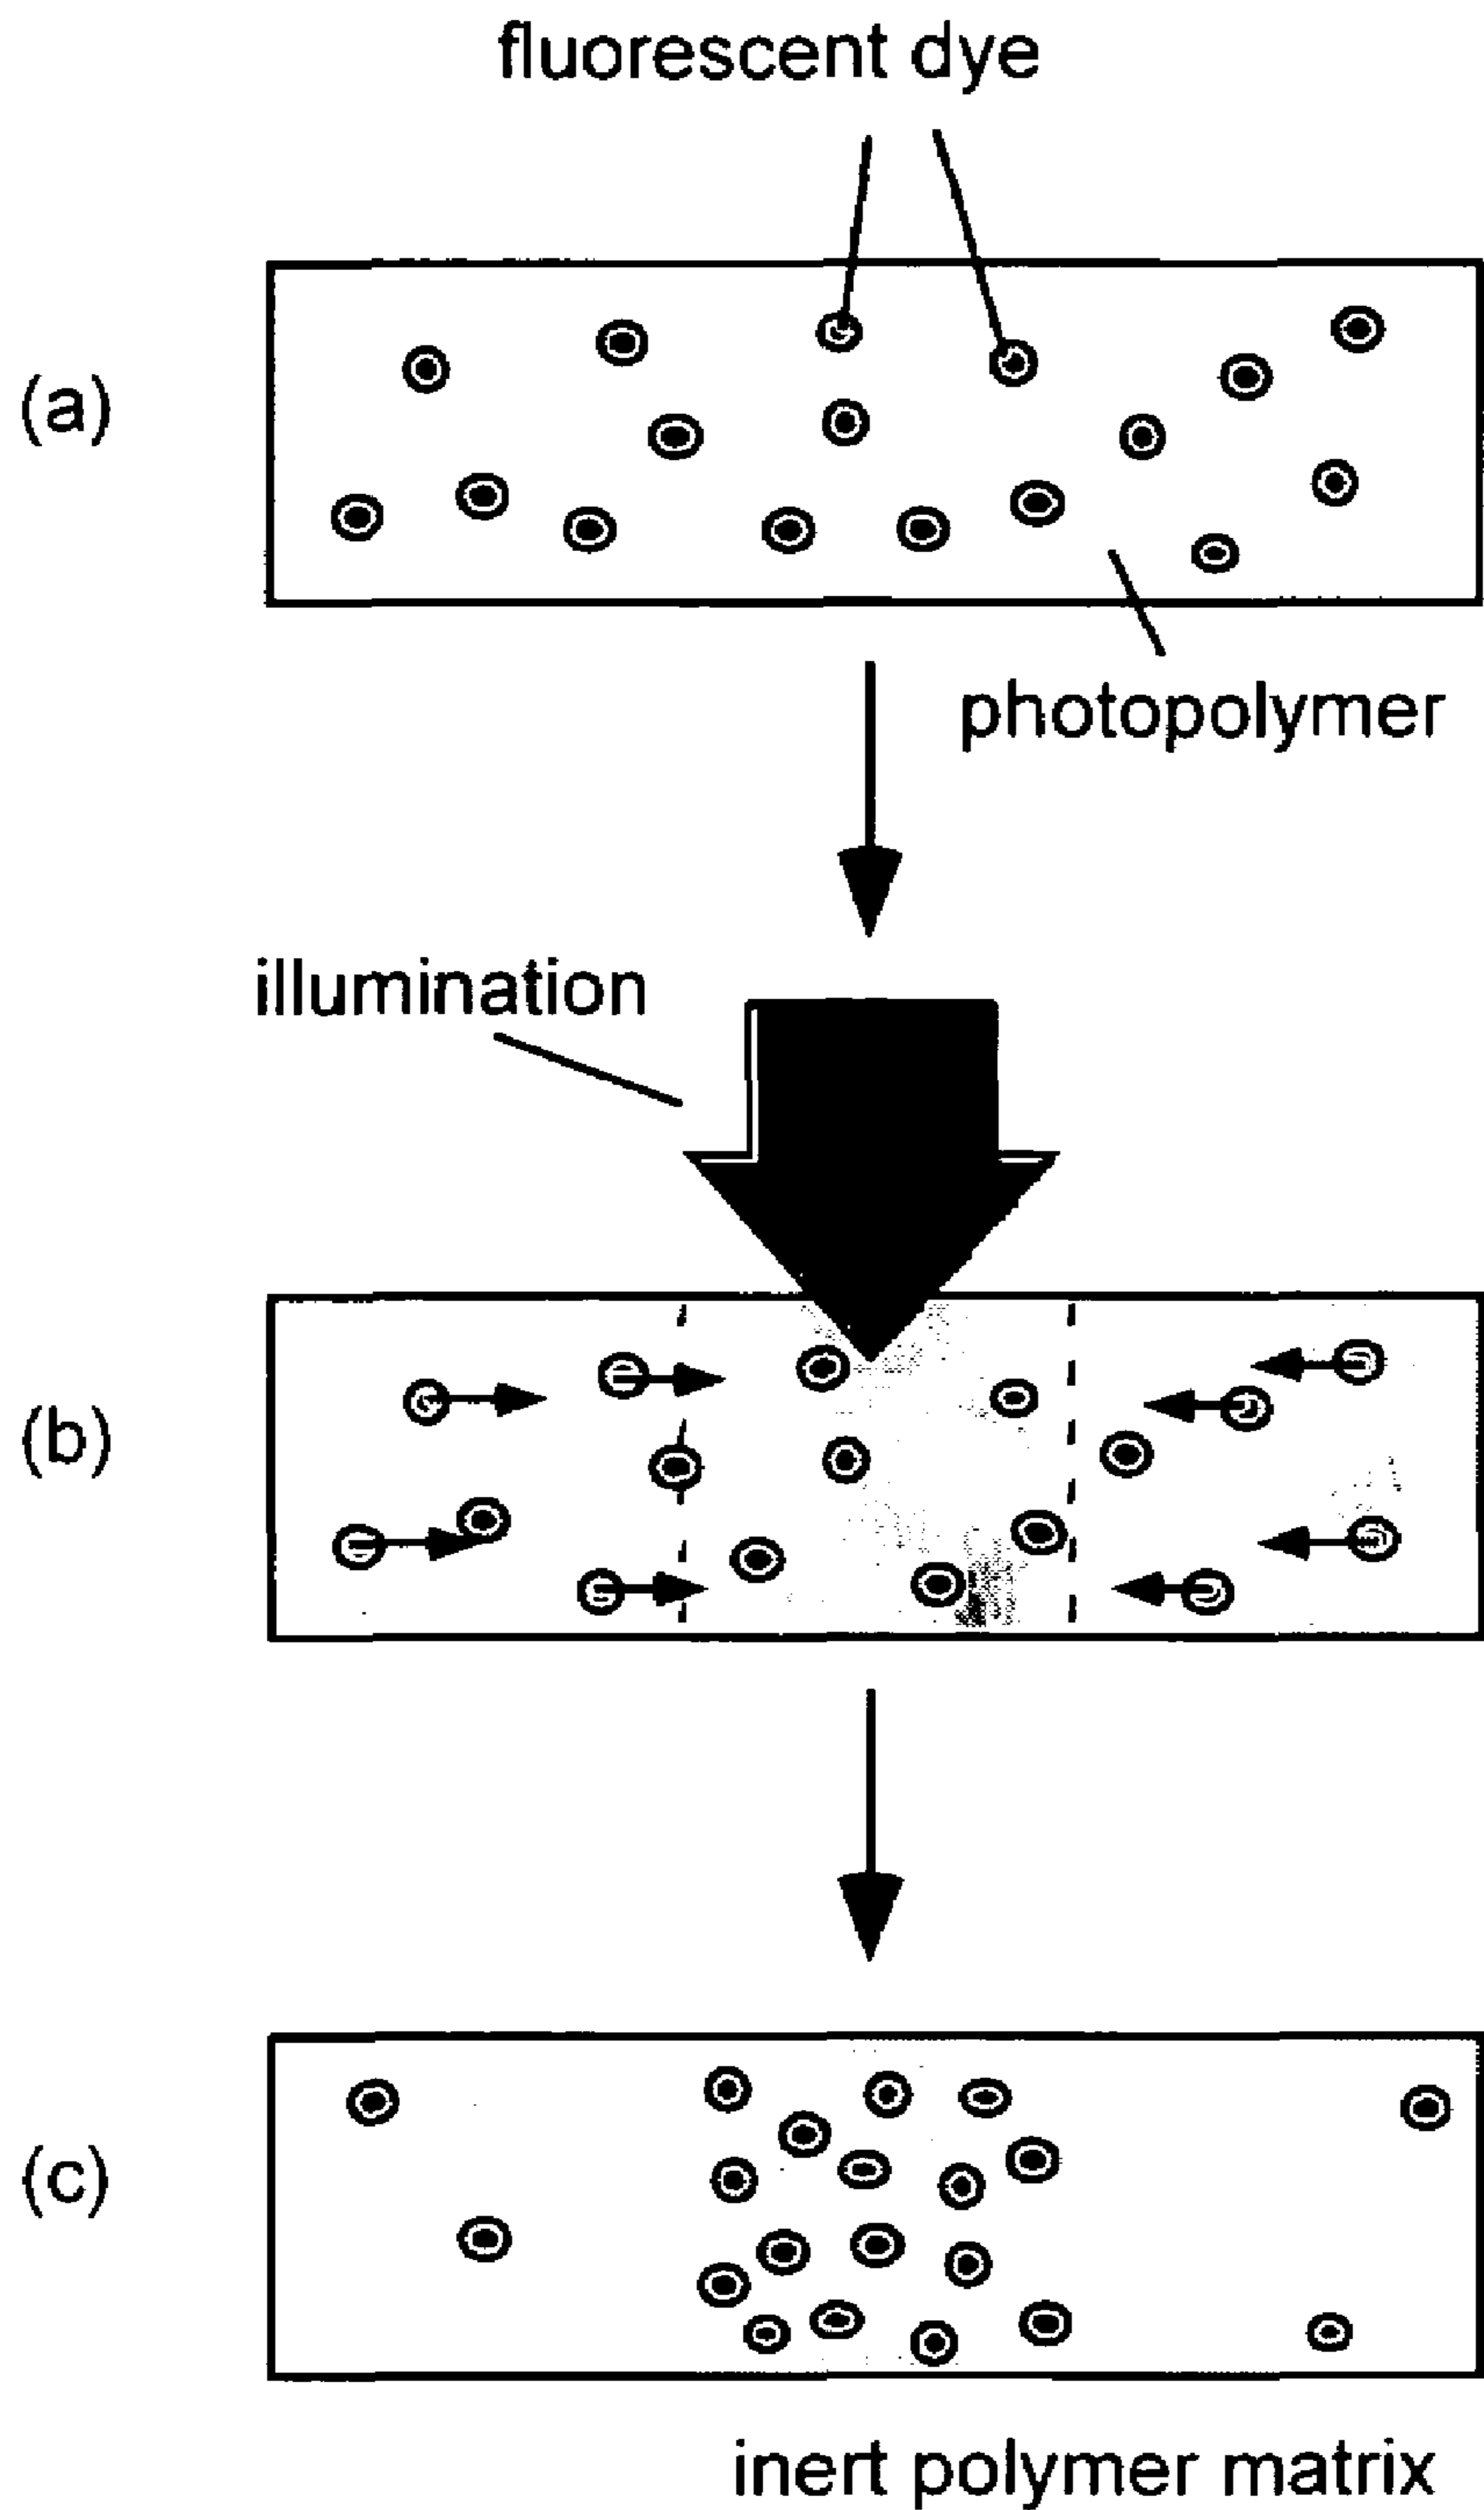 fluorescent dye
(a)
photopolymer
illumination
(b)
(c)
inert polymer matrix